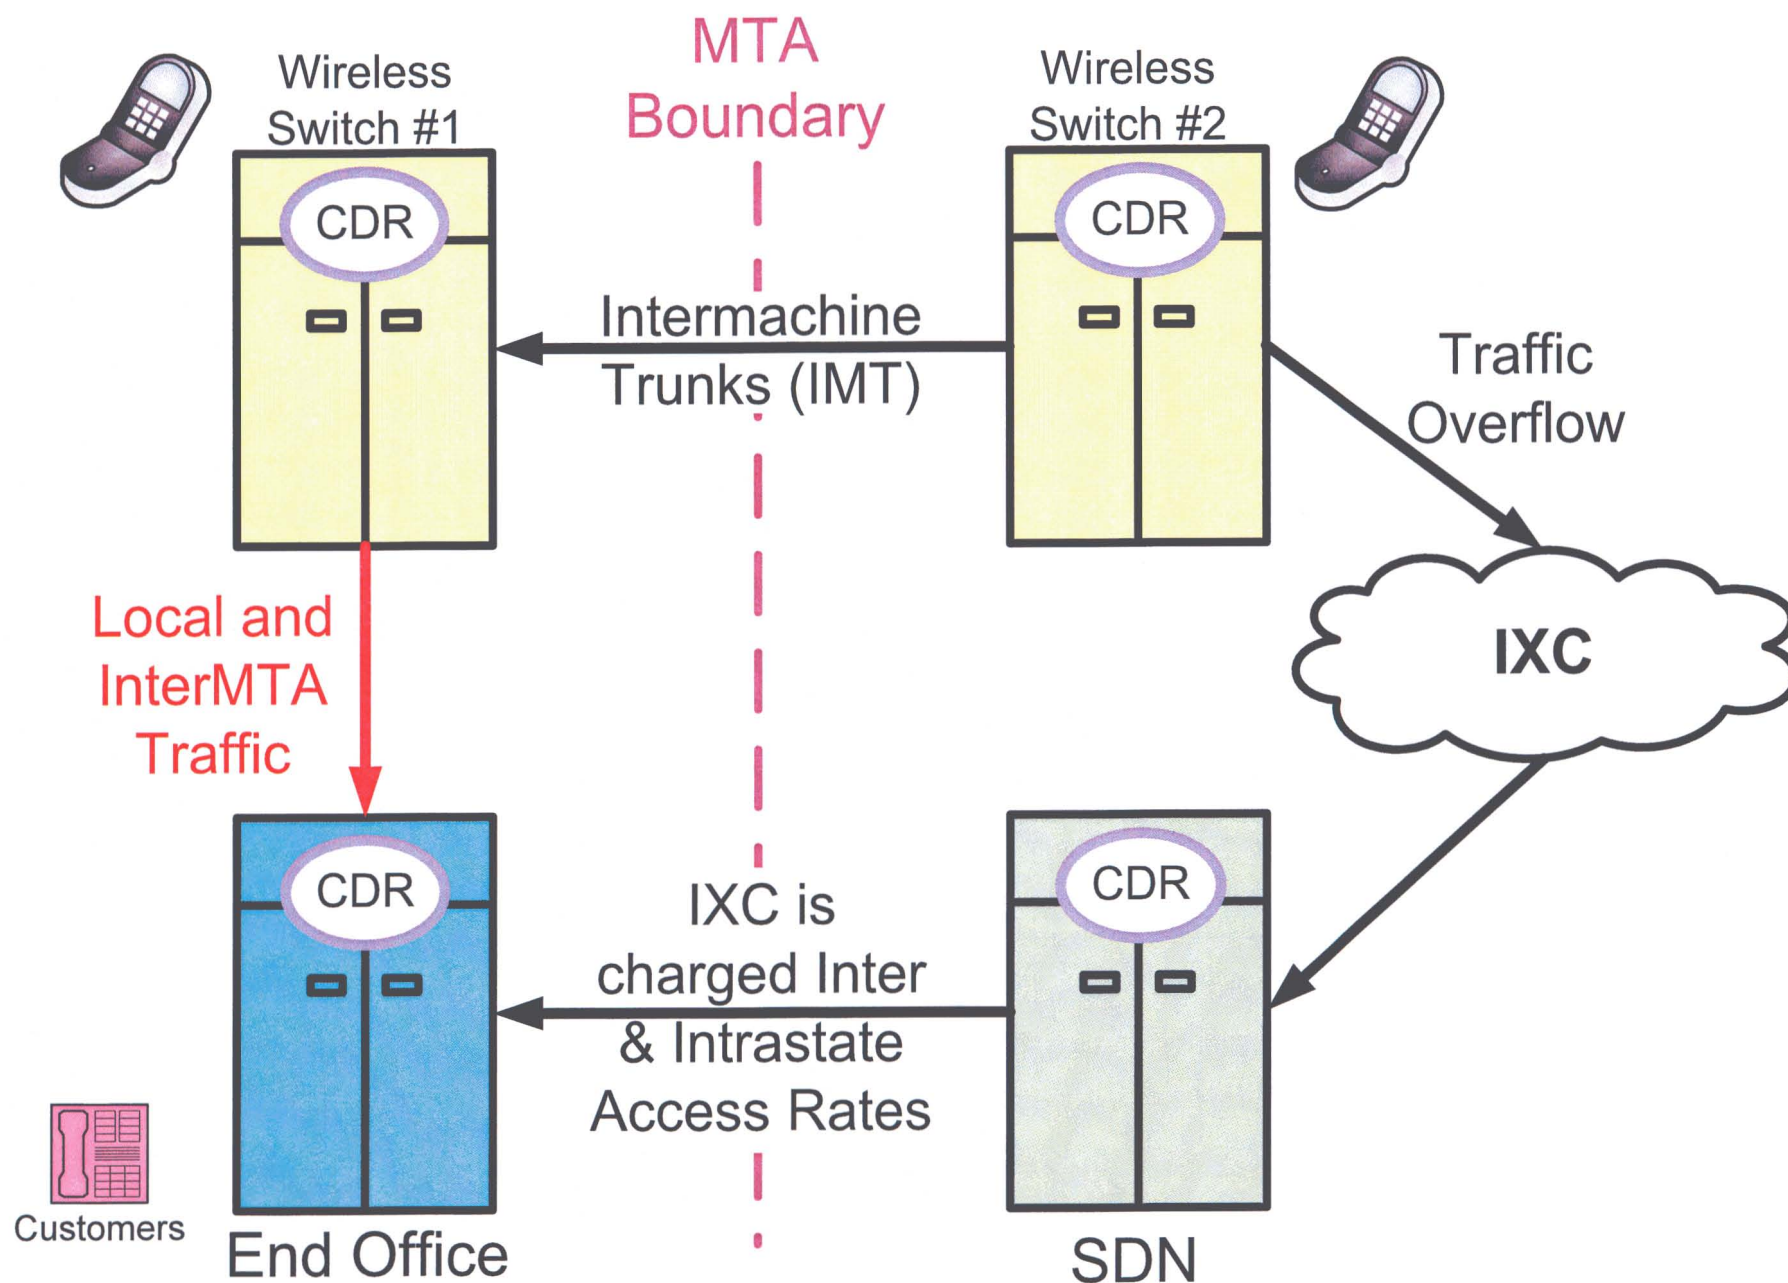 MTA
Boundary
Wireless
Switch #1
Wireless
Switch #2
CDR
CDR
Intermachine
Trunks (IMT)
Traffic
Overflow
Local and
InterMTA
Traffic
IXC
CDR
CDR
IXC is
charged Inter
& Intrastate
Access Rates
Customers
End Office
SDN